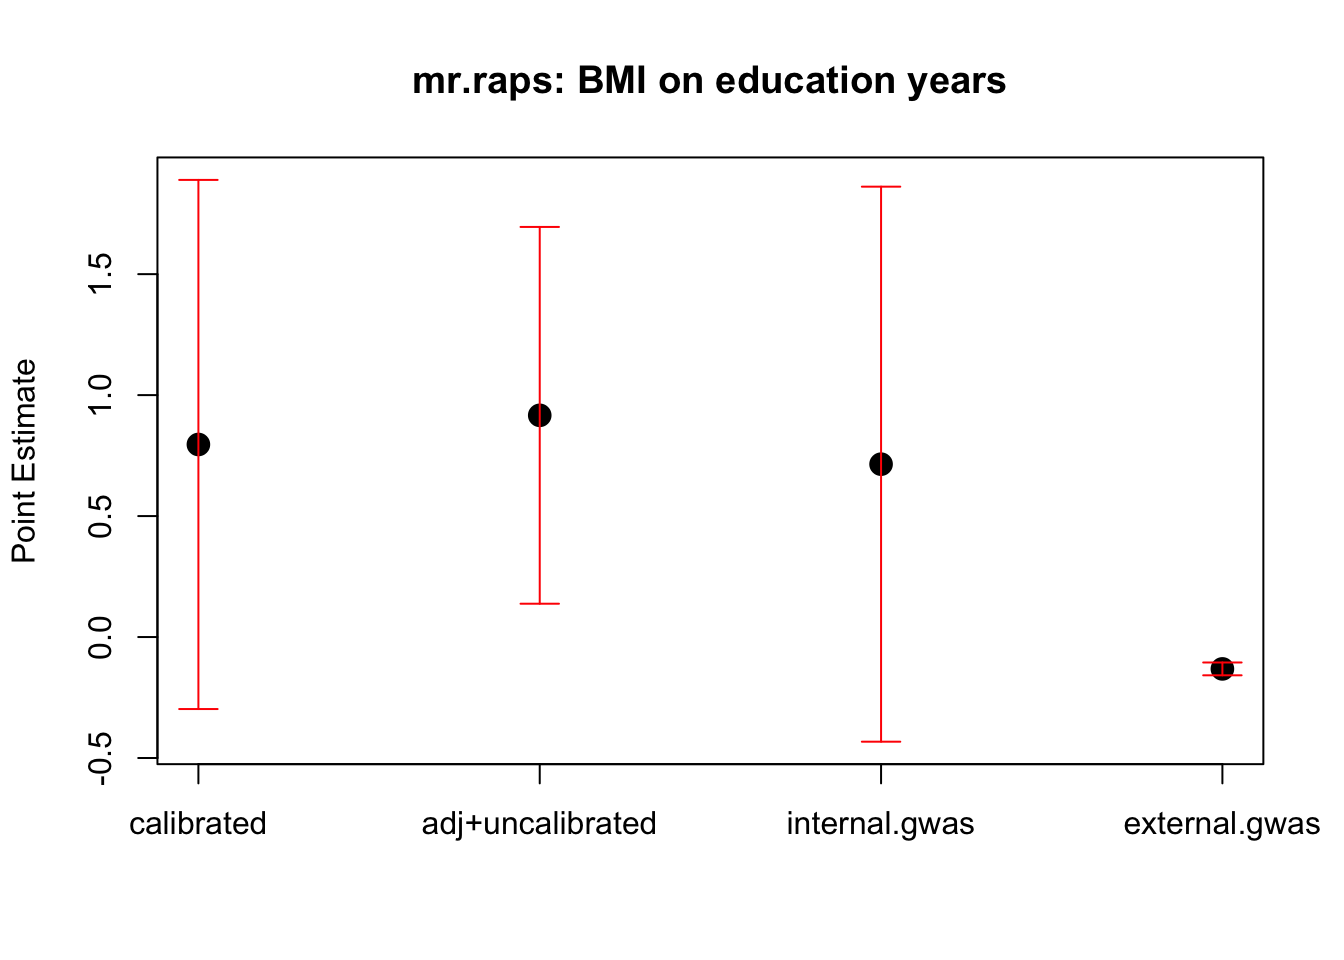 mr.raps: BMI on education years
Point Estimate
1.5
1.0
0.5
0.0
-0.5
calibrated
adj+uncalibrated
internal.gwas
external.gwas